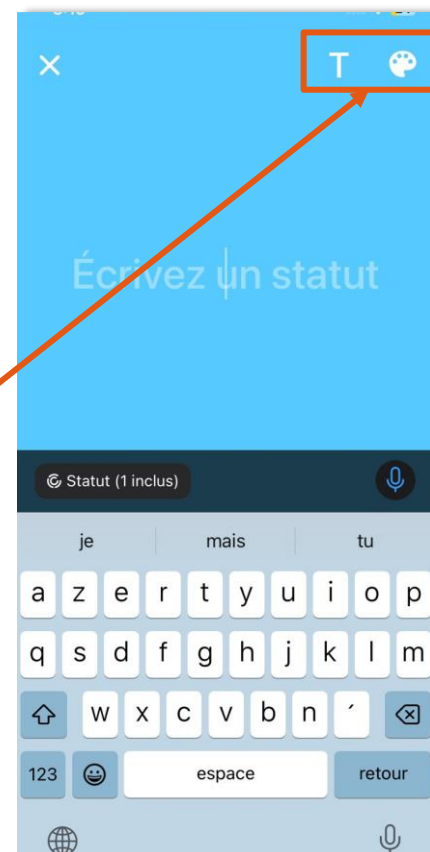 T
Écrivez un statut
Statut (1 inclus)
je mais tu
a z e r t y u i o p
q s d f g h j k l m
w x c v b n ´
123 espace retour